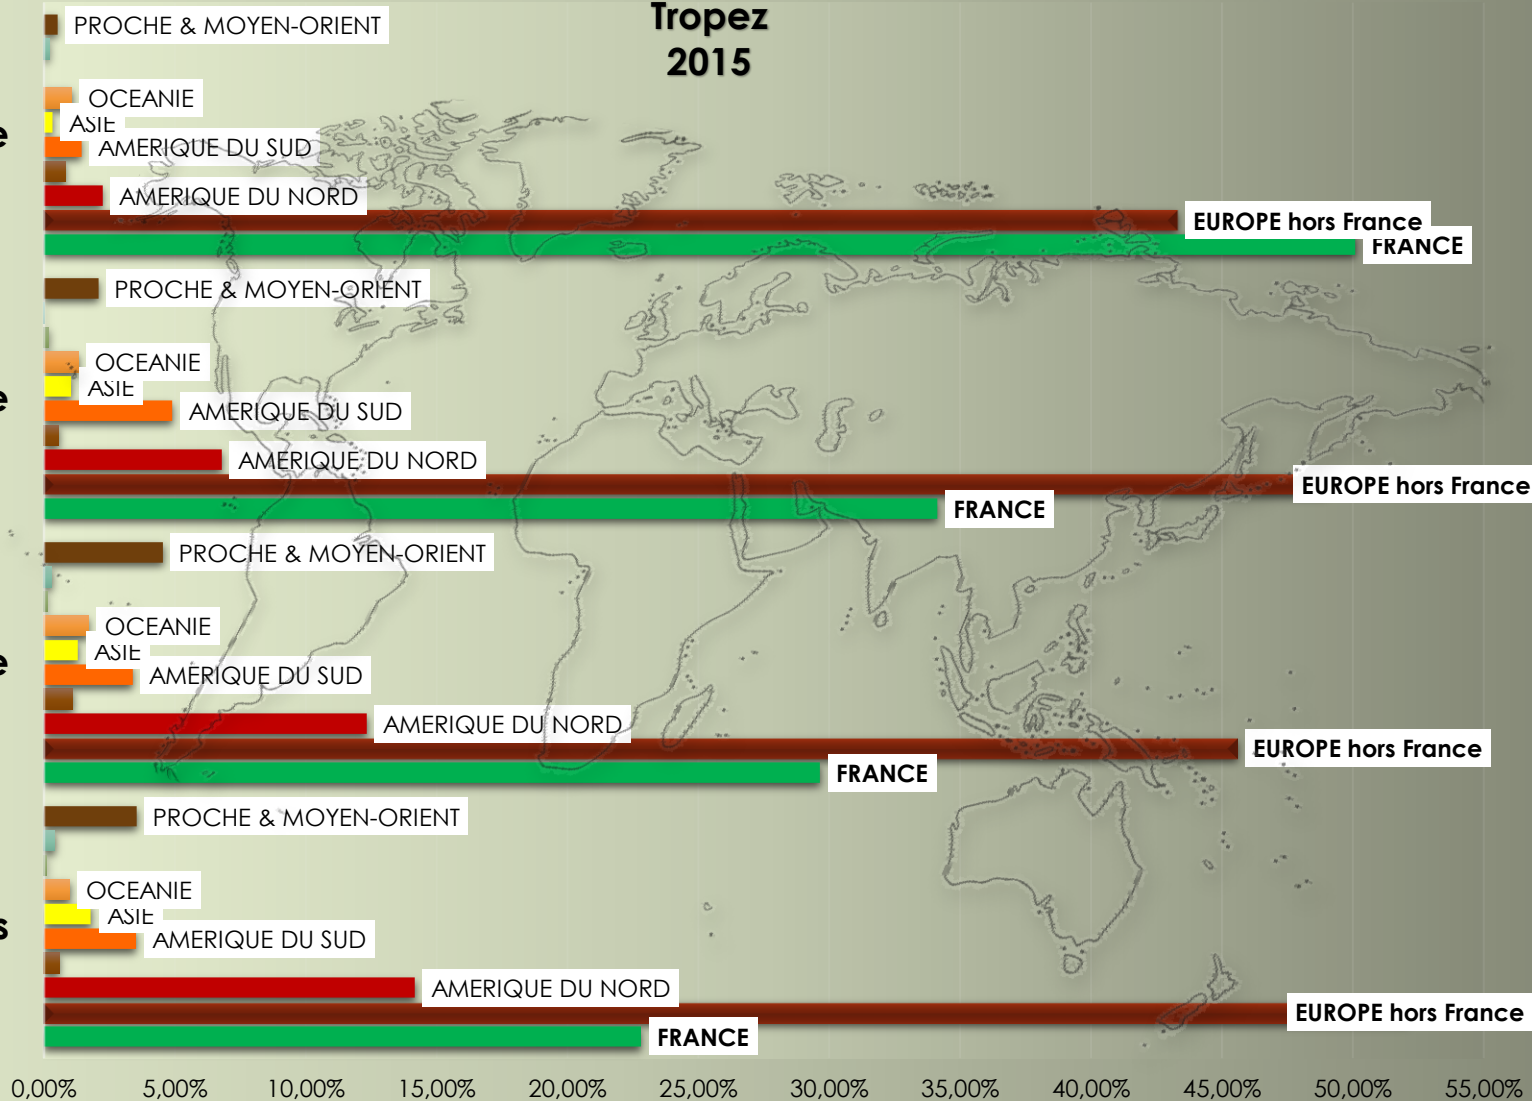 Tropez
2015
PROCHE & MOYEN-ORIENT
OCEANIE
ASIE
e
AMERIQUE DU SUD
AMERIQUE DU NORD
EUROPE hors France
FRANCE
PROCHE & MOYEN-ORIENT
OCEANIE
ASIE
e
AMERIQUE DU SUD
AMERIQUE DU NORD
EUROPE hors France
FRANCE
PROCHE & MOYEN-ORIENT
OCEANIE
ASIE
e
AMERIQUE DU SUD
AMERIQUE DU NORD
EUROPE hors France
FRANCE
PROCHE & MOYEN-ORIENT
OCEANIE
ASIE
s
AMERIQUE DU SUD
AMERIQUE DU NORD
EUROPE hors France
FRANCE
0,00% 5,00% 10,00% 15,00% 20,00% 25,00% 30,00% 35,00% 40,00% 45,00% 50,00% 55,00%